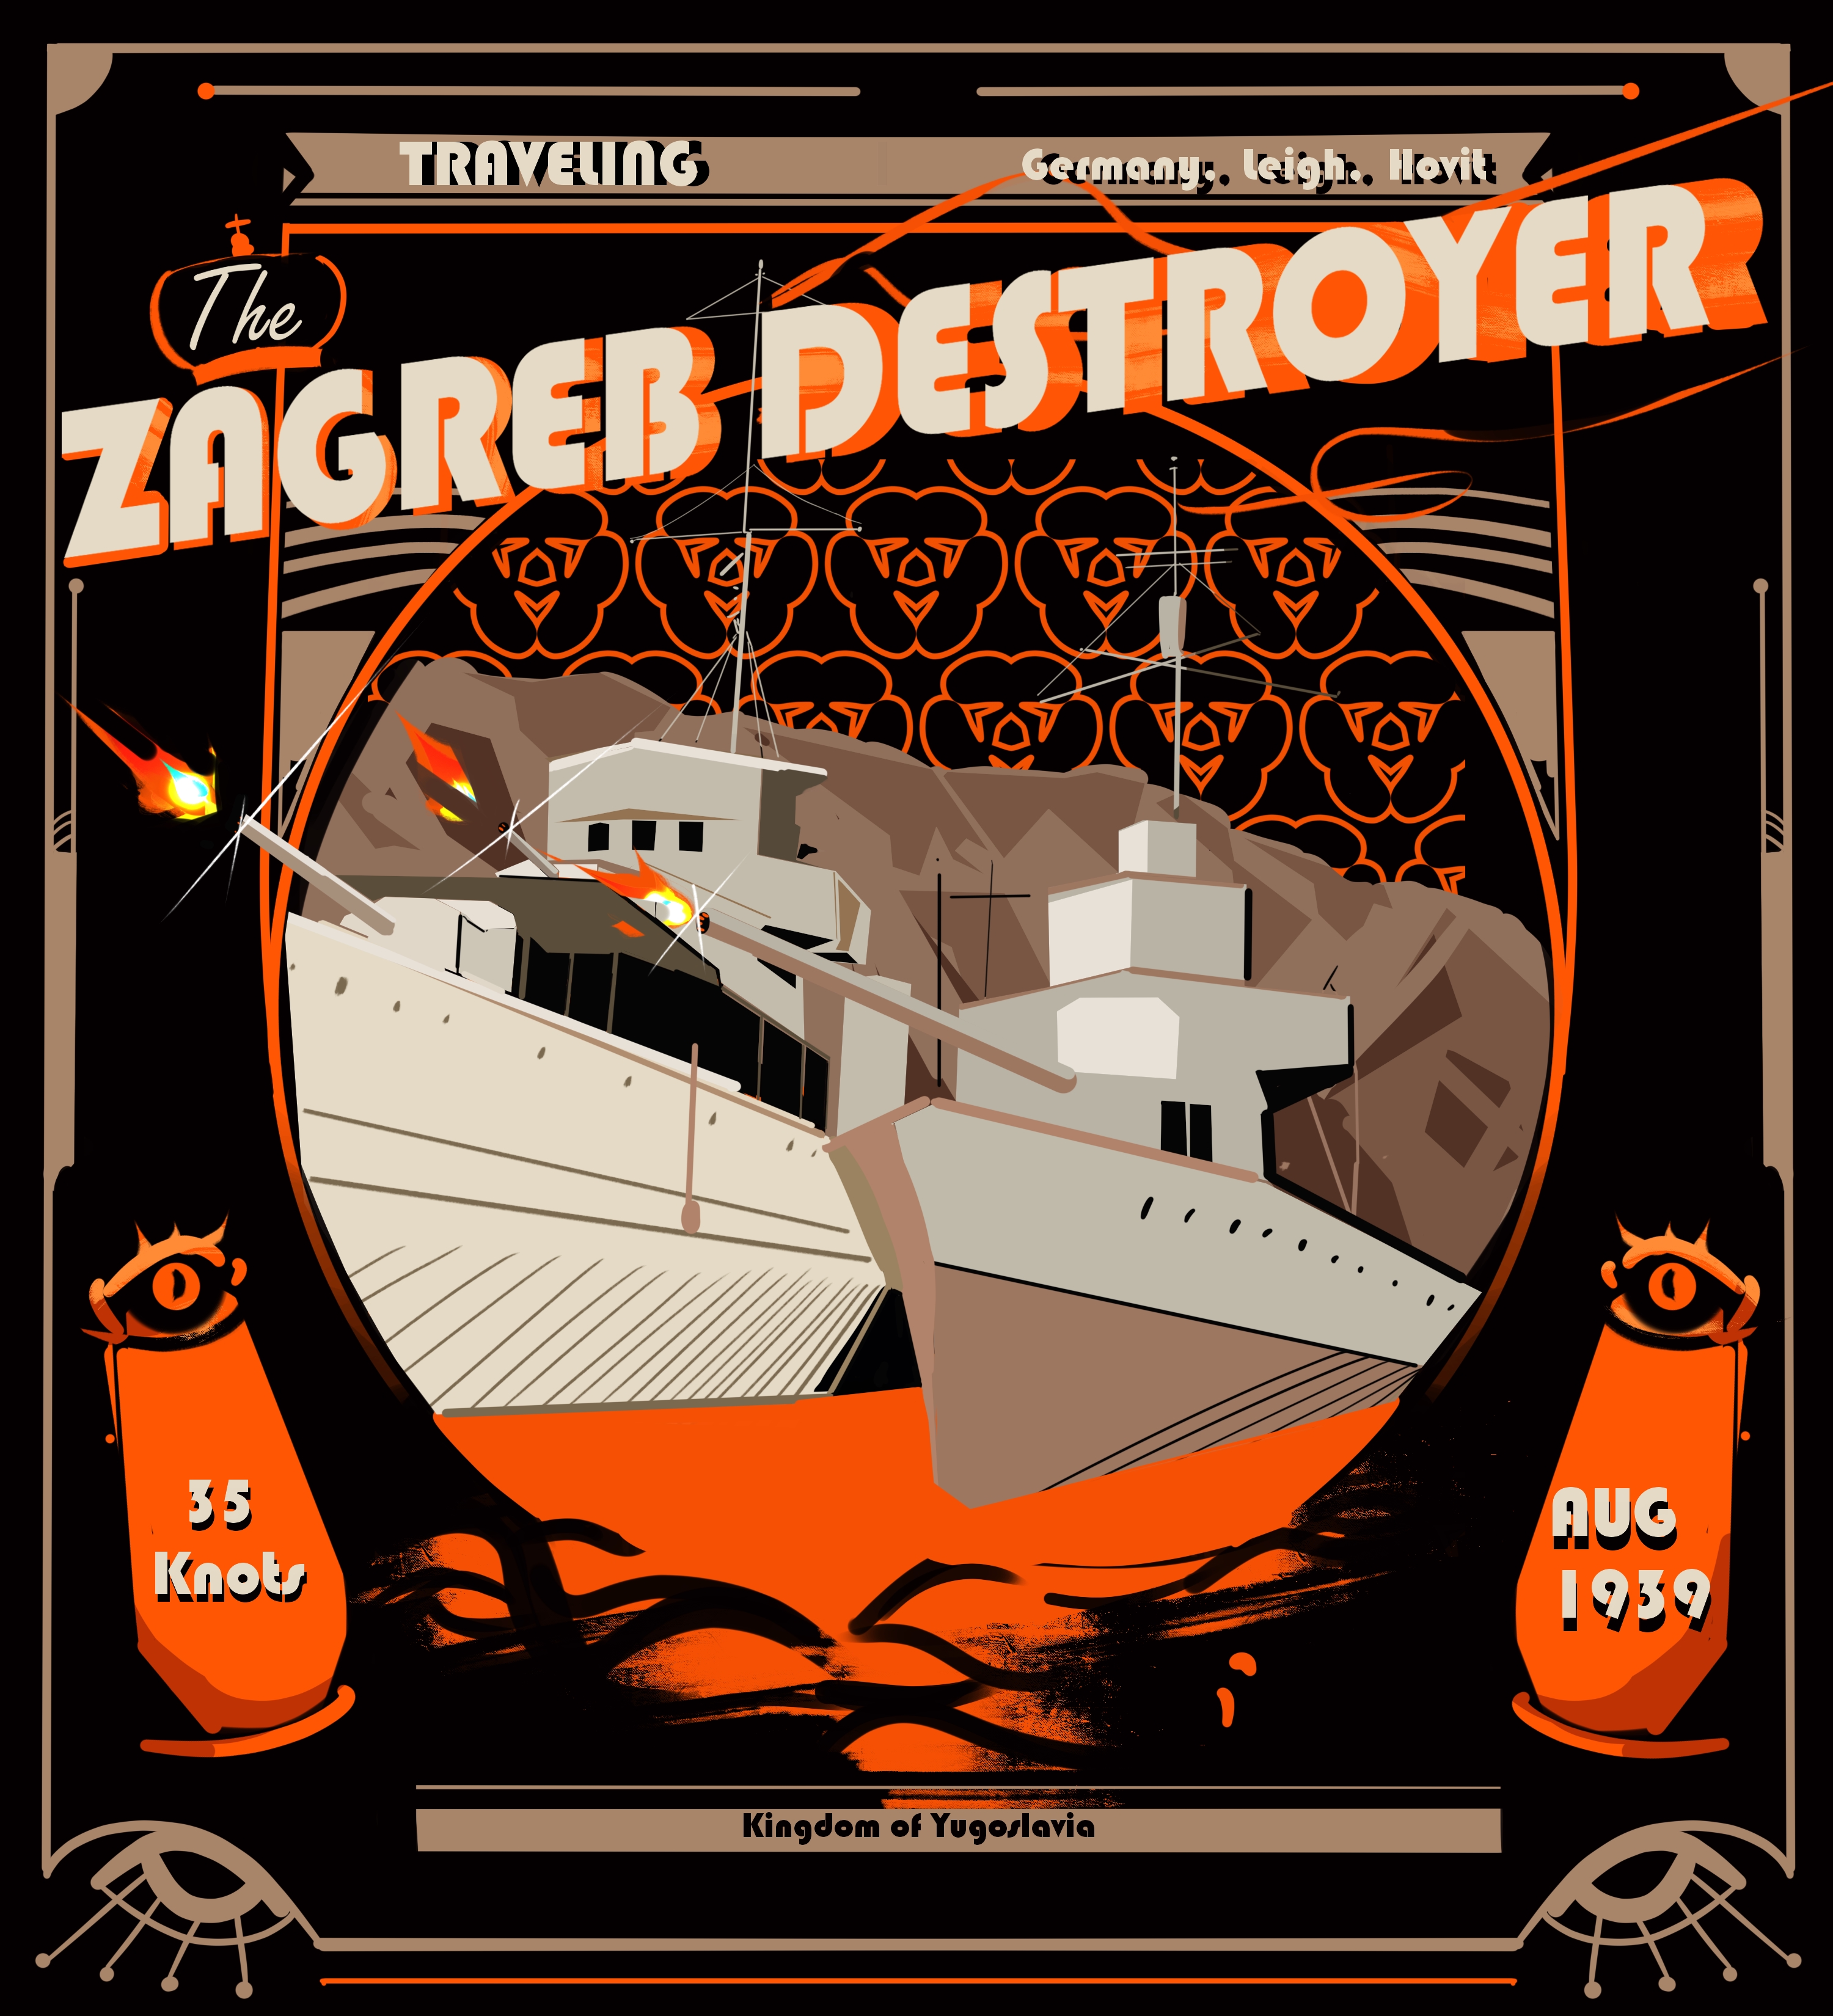 TRAVELING
Germany,. Leigh,. Hovit
The
ZAGREB DESTROYER
35
Knots
AUG
1939
Kingdom of Yugoslavia